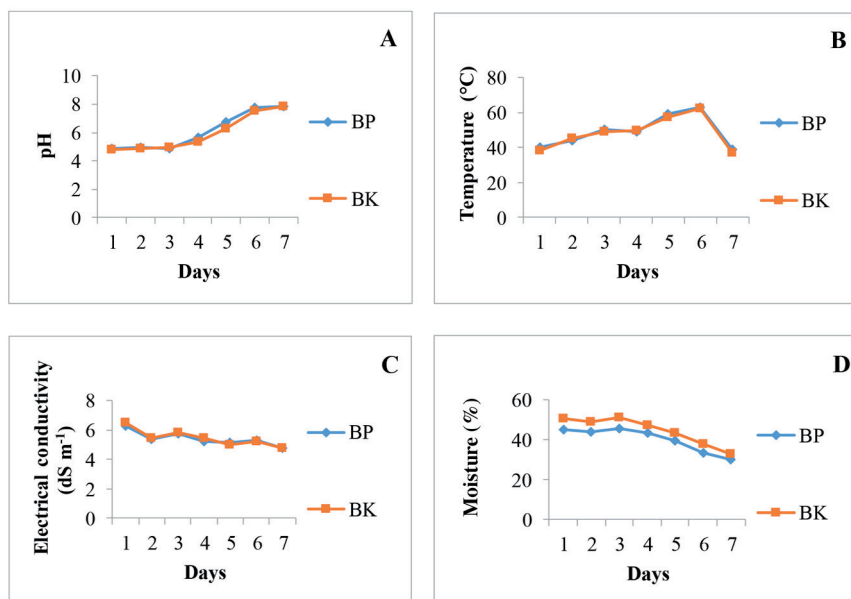 A
10
8
6
4
2
0
pH
1 2 3 4 5 6 7
Days
BP
BK
B
80
60
40
20
0
Temperature (°C)
1 2 3 4 5 6 7
Days
BP
BK
C
8
6
4
2
0
Electrical conductivity
(dS m⁻¹)
1 2 3 4 5 6 7
Days
BP
BK
D
60
40
20
0
Moisture (%)
1 2 3 4 5 6 7
Days
BP
BK